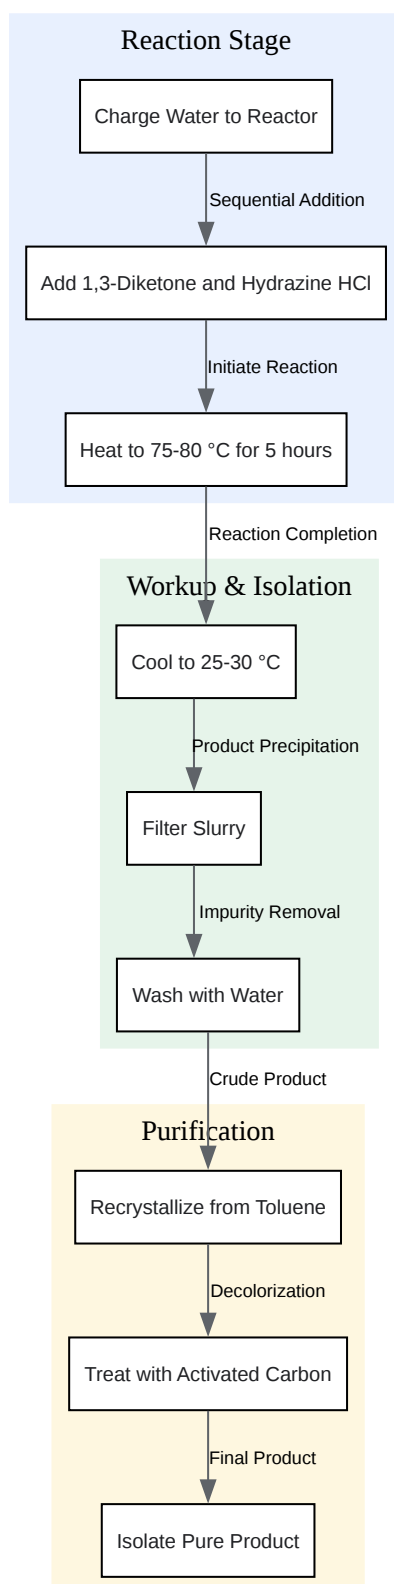 Reaction Stage
Charge Water to Reactor
Sequential Addition
Add 1,3-Diketone and Hydrazine HCl
Initiate Reaction
Heat to 75-80 °C for 5 hours
Reaction Completion
Workup & Isolation
Cool to 25-30 °C
Product Precipitation
Filter Slurry
Impurity Removal
Wash with Water
Crude Product
Purification
Recrystallize from Toluene
Decolorization
Treat with Activated Carbon
Final Product
Isolate Pure Product